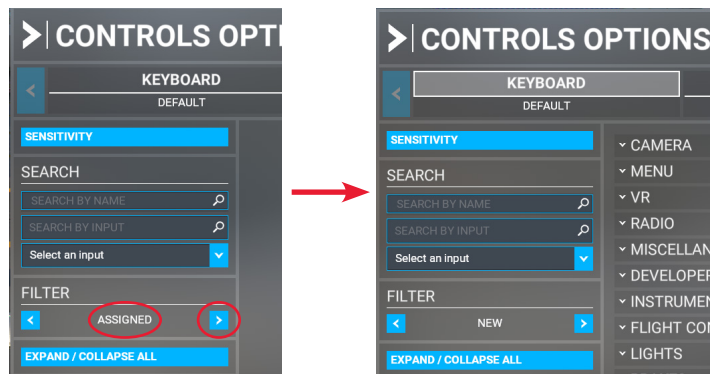 CONTROLS OPTI
KEYBOARD
DEFAULT
SENSITIVITY
SEARCH
SEARCH BY NAME
SEARCH BY INPUT
Select an input
FILTER
ASSIGNED
EXPAND / COLLAPSE ALL
CONTROLS OPTIONS
KEYBOARD
DEFAULT
SENSITIVITY
SEARCH
SEARCH BY NAME
SEARCH BY INPUT
Select an input
FILTER
NEW
EXPAND / COLLAPSE ALL
CAMERA
MENU
VR
RADIO
MISCELLAN
DEVELOPER
INSTRUMEN
FLIGHT CON
LIGHTS